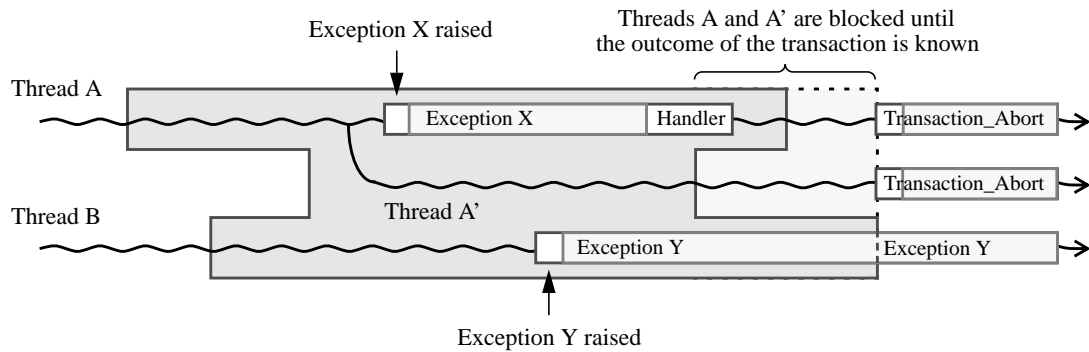 Threads A and A’ are blocked until
the outcome of the transaction is known
Exception X raised
Thread A
Exception X
Handler
Transaction_Abort
Transaction_Abort
Thread A’
Thread B
Exception Y
Exception Y
Exception Y raised